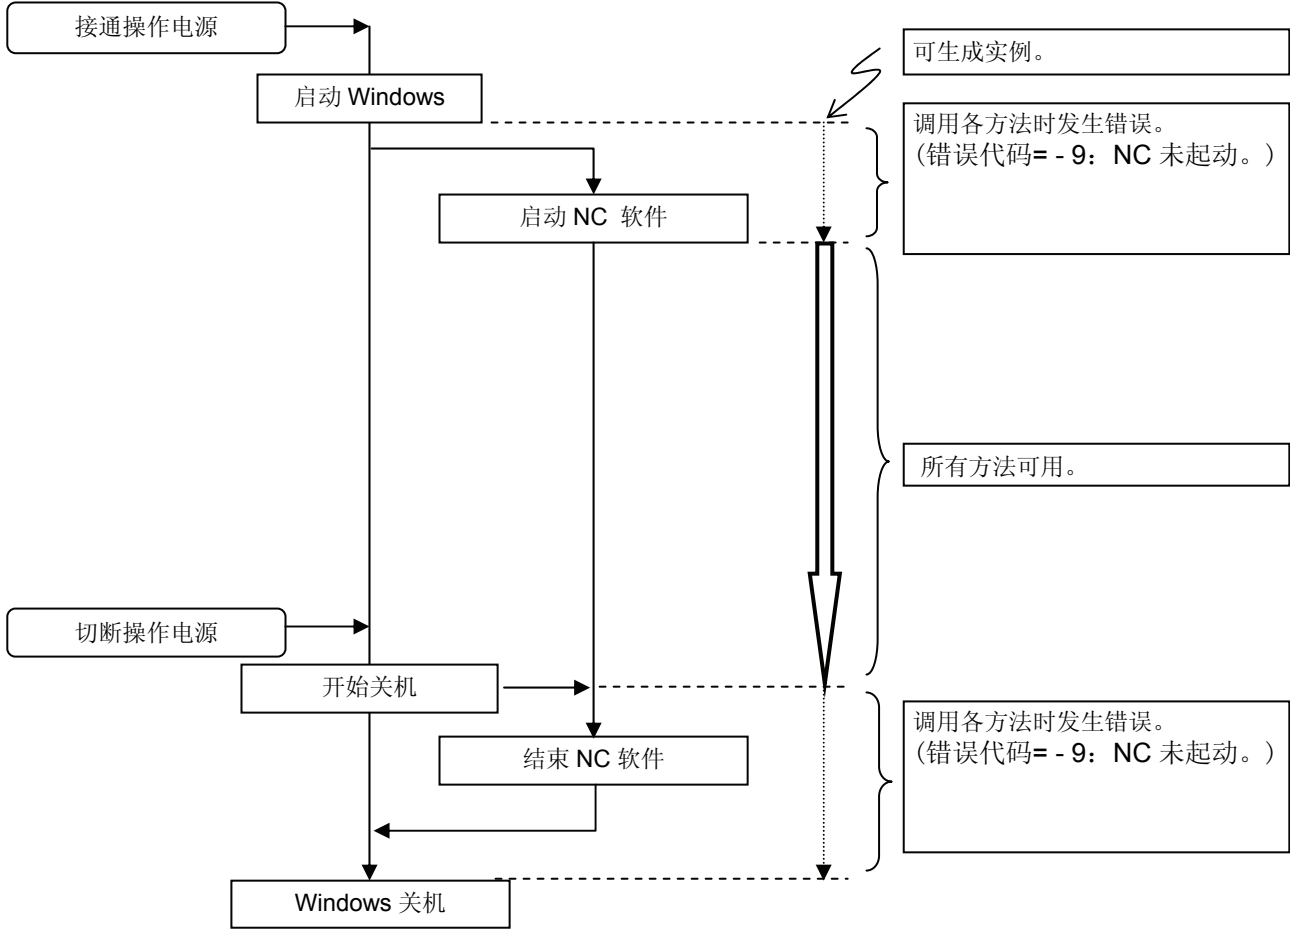 接通操作电源
可生成实例。
启动 Windows
调用各方法时发生错误。
(错误代码= - 9：NC 未起动。)
启动 NC 软件
所有方法可用。
切断操作电源
开始关机
调用各方法时发生错误。
(错误代码= - 9：NC 未起动。)
结束 NC 软件
Windows 关机